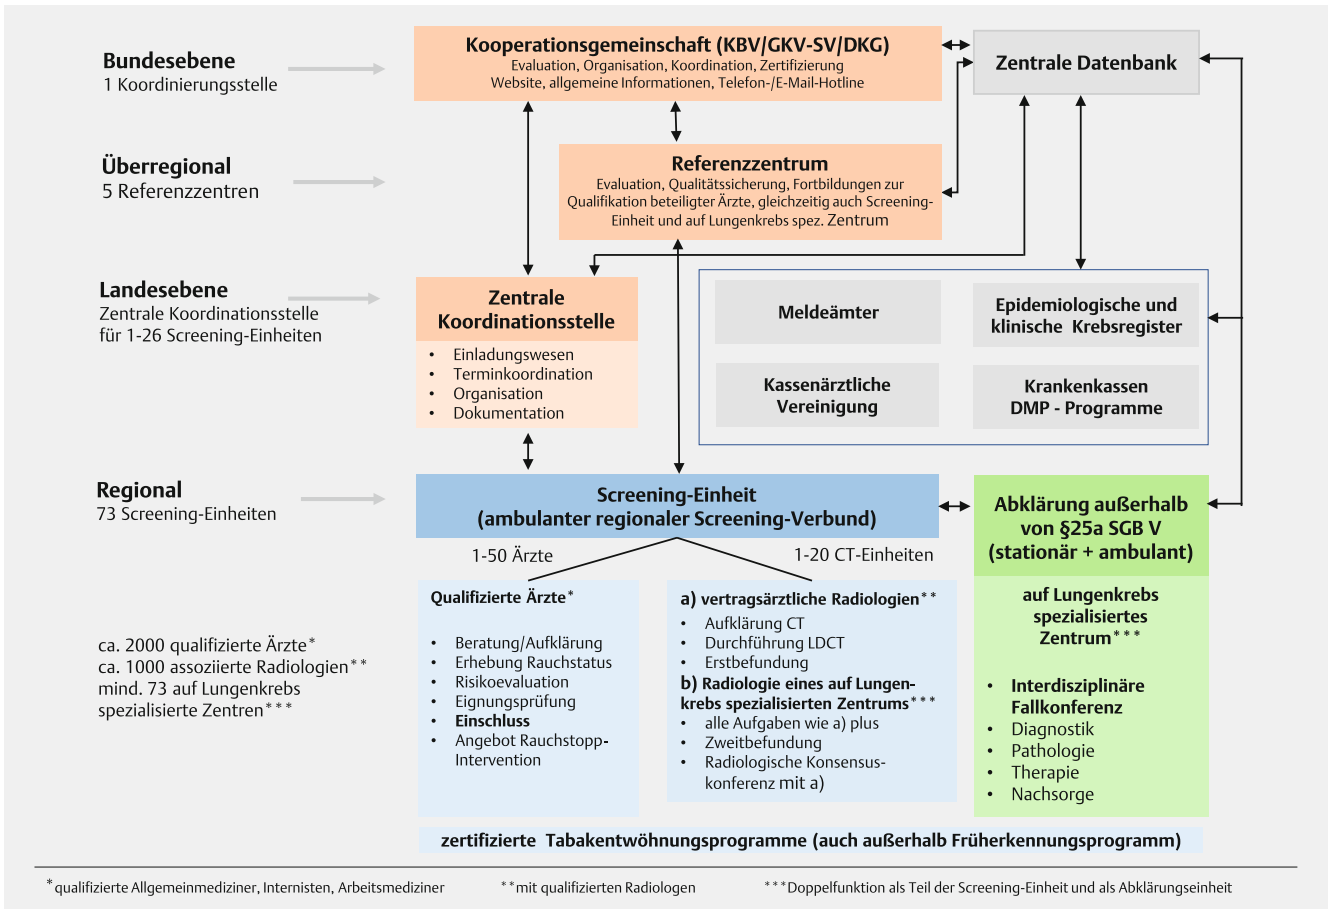 Bundesebene
1 Koordinierungsstelle
Kooperationsgemeinschaft (KBV/GKV-SV/DKG)
Evaluation, Organisation, Koordination, Zertifizierung
Website, allgemeine Informationen, Telefon-/E-Mail-Hotline
Zentrale Datenbank
Überregional
5 Referenzzentren
Referenzzentrum
Evaluation, Qualitätssicherung, Fortbildungen zur
Qualifikation beteiligter Ärzte, gleichzeitig auch Screening-
Einheit und auf Lungenkrebs spez. Zentrum
Landesebene
Zentrale Koordinationsstelle
für 1-26 Screening-Einheiten
Zentrale
Koordinationsstelle
• Einladungswesen
• Terminkoordination
• Organisation
• Dokumentation
Meldeämter
Epidemiologische und
klinische Krebsregister
Kassenärztliche
Vereinigung
Krankenkassen
DMP - Programme
Regional
73 Screening-Einheiten
Screening-Einheit
(ambulanter regionaler Screening-Verbund)
Abklärung außerhalb
von §25a SGB V
(stationär + ambulant)
1-50 Ärzte
1-20 CT-Einheiten
ca. 2000 qualifizierte Ärzte*
ca. 1000 assoziierte Radiologien**
mind. 73 auf Lungenkrebs
spezialisierte Zentren***
Qualifizierte Ärzte*
• Beratung/Aufklärung
• Erhebung Rauchstatus
• Risikoevaluation
• Eignungsprüfung
• Einschluss
• Angebot Rauchstopp-
Intervention
a) vertragsärztliche Radiologien**
• Aufklärung CT
• Durchführung LDCT
• Erstbefundung
b) Radiologie eines auf Lungen-
krebs spezialisierten Zentrums***
• alle Aufgaben wie a) plus
• Zweitbefundung
• Radiologische Konsensus-
konferenz mit a)
auf Lungenkrebs
spezialisiertes
Zentrum***
• Interdisziplinäre
Fallkonferenz
• Diagnostik
• Pathologie
• Therapie
• Nachsorge
zertifizierte Tabakentwöhnungsprogramme (auch außerhalb Früherkennungsprogramm)
*qualifizierte Allgemeinmediziner, Internisten, Arbeitsmediziner
**mit qualifizierten Radiologen
***Doppelfunktion als Teil der Screening-Einheit und als Abklärungseinheit